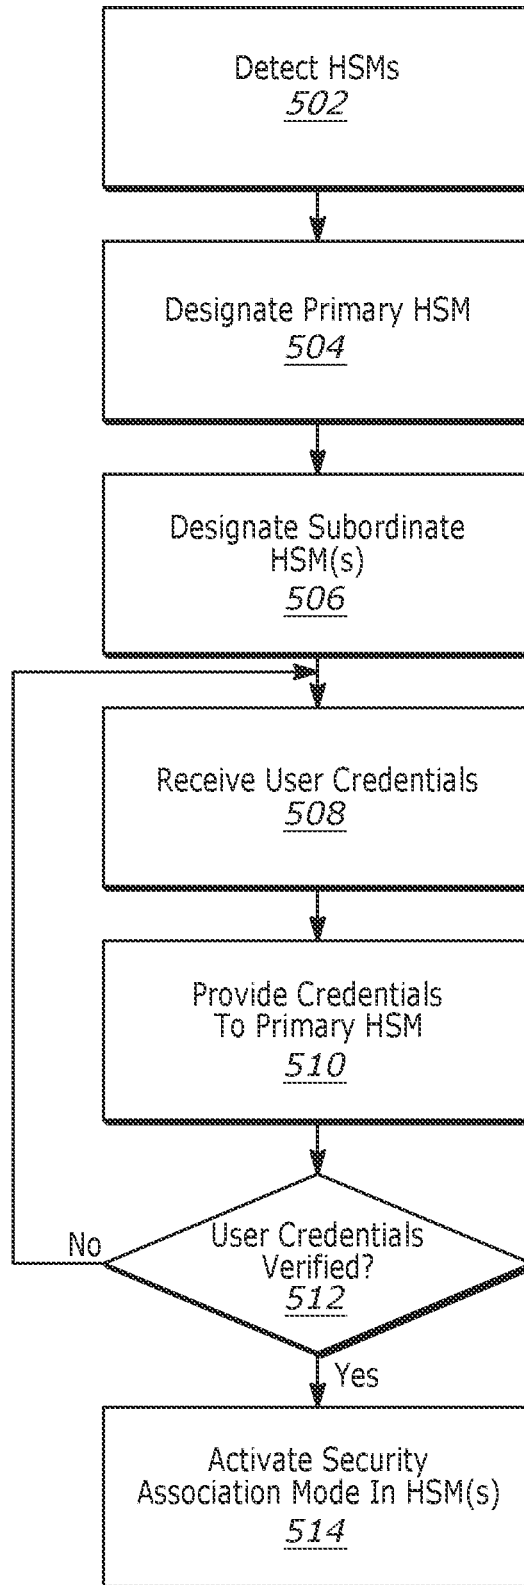 Detect HSMs
502
Designate Primary HSM
504
Designate Subordinate
HSM(s)
506
Receive User Credentials
508
Provide Credentials
To Primary HSM
510
User Credentials
Verified?
512
No
Yes
Activate Security
Association Mode In HSM(s)
514